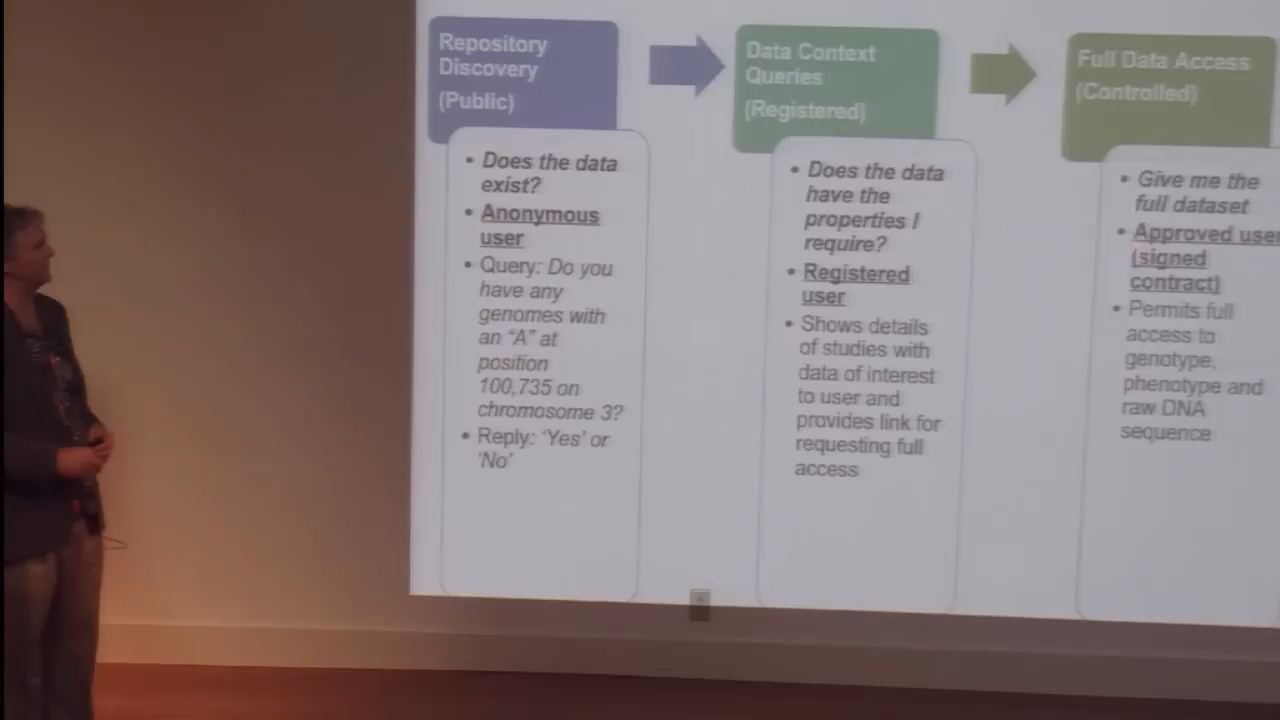 Repository
Discovery
(Public)
• Does the data
exist?
• Anonymous
user
• Query: Do you
have any
genomes with
an “A” at
position
100,735 on
chromosome 3?
• Reply: ‘Yes’ or
‘No’
Data Context
Queries
(Registered)
• Does the data
have the
properties I
require?
• Registered
user
• Shows details
of studies with
data of interest
to user and
provides link for
requesting full
access
Full Data Access
(Controlled)
• Give me the
full dataset
• Approved user
(signed
contract)
• Permits full
access to
genotype,
phenotype and
raw DNA
sequence